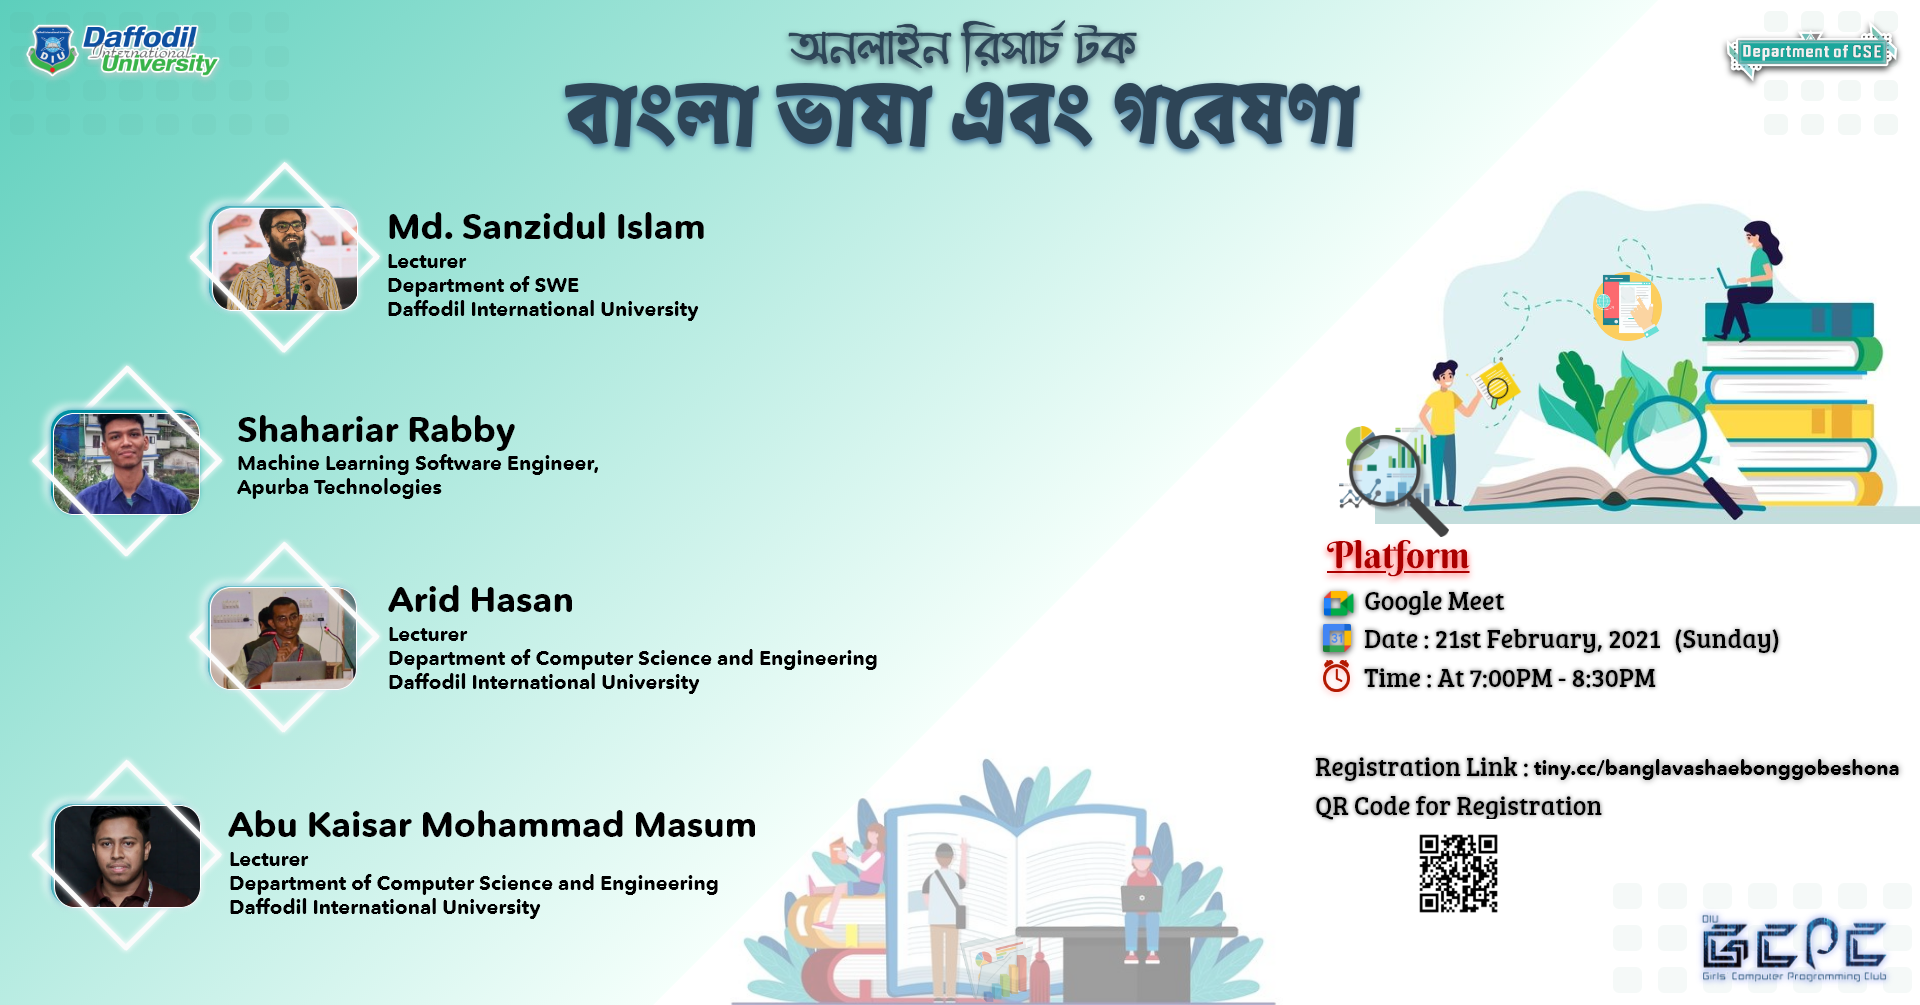 Daffodil
International
University
অনলাইন রিসার্চ টক
বাংলা ভাষা এবং গবেষণা
Department of CSE
Md. Sanzidul Islam
Lecturer
Department of SWE
Daffodil International University
Shahariar Rabby
Machine Learning Software Engineer,
Apurba Technologies
Arid Hasan
Lecturer
Department of Computer Science and Engineering
Daffodil International University
Abu Kaisar Mohammad Masum
Lecturer
Department of Computer Science and Engineering
Daffodil International University
Platform
Google Meet
31
Date : 21st February, 2021 (Sunday)
Time : At 7:00PM - 8:30PM
Registration Link : tiny.cc/banglavashaebonggobeshona
QR Code for Registration
DIU
GCPC
Girls Computer Programming Club